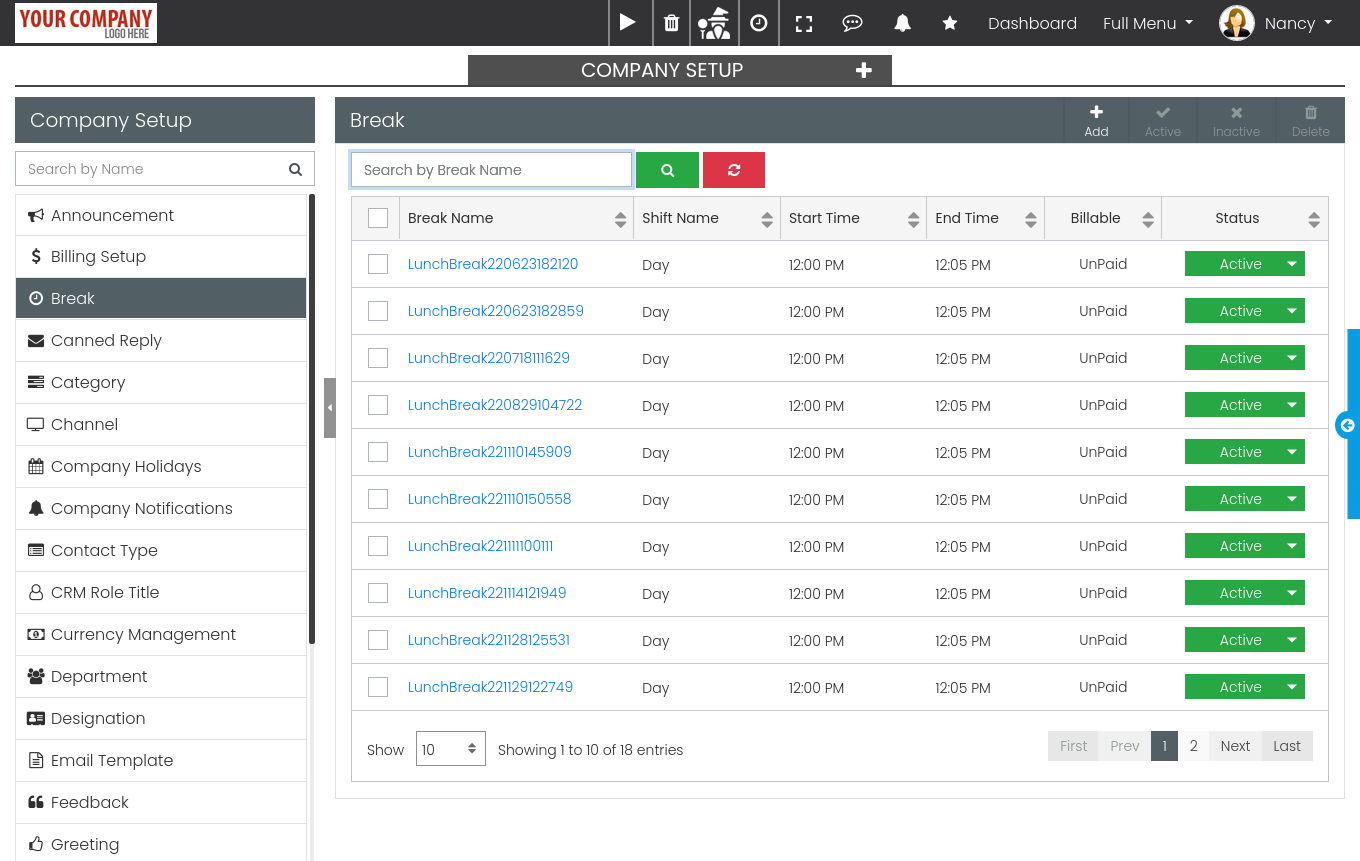 YOUR COMPANY
LOGO HERE
Dashboard Full Menu Nancy
COMPANY SETUP
Company Setup
Search by Name
Announcement
Billing Setup
Break
Canned Reply
Category
Channel
Company Holidays
Company Notifications
Contact Type
CRM Role Title
Currency Management
Department
Designation
Email Template
Feedback
Greeting
Break
Add Active Inactive Delete
Search by Break Name
Break Name Shift Name Start Time End Time Billable Status
LunchBreak220623182120 Day 12:00 PM 12:05 PM UnPaid Active
LunchBreak220623182859 Day 12:00 PM 12:05 PM UnPaid Active
LunchBreak220718111629 Day 12:00 PM 12:05 PM UnPaid Active
LunchBreak220829104722 Day 12:00 PM 12:05 PM UnPaid Active
LunchBreak221110145909 Day 12:00 PM 12:05 PM UnPaid Active
LunchBreak221110150558 Day 12:00 PM 12:05 PM UnPaid Active
LunchBreak221111100111 Day 12:00 PM 12:05 PM UnPaid Active
LunchBreak221114121949 Day 12:00 PM 12:05 PM UnPaid Active
LunchBreak221128125531 Day 12:00 PM 12:05 PM UnPaid Active
LunchBreak221129122749 Day 12:00 PM 12:05 PM UnPaid Active
Show 10 Showing 1 to 10 of 18 entries First Prev 1 2 Next Last